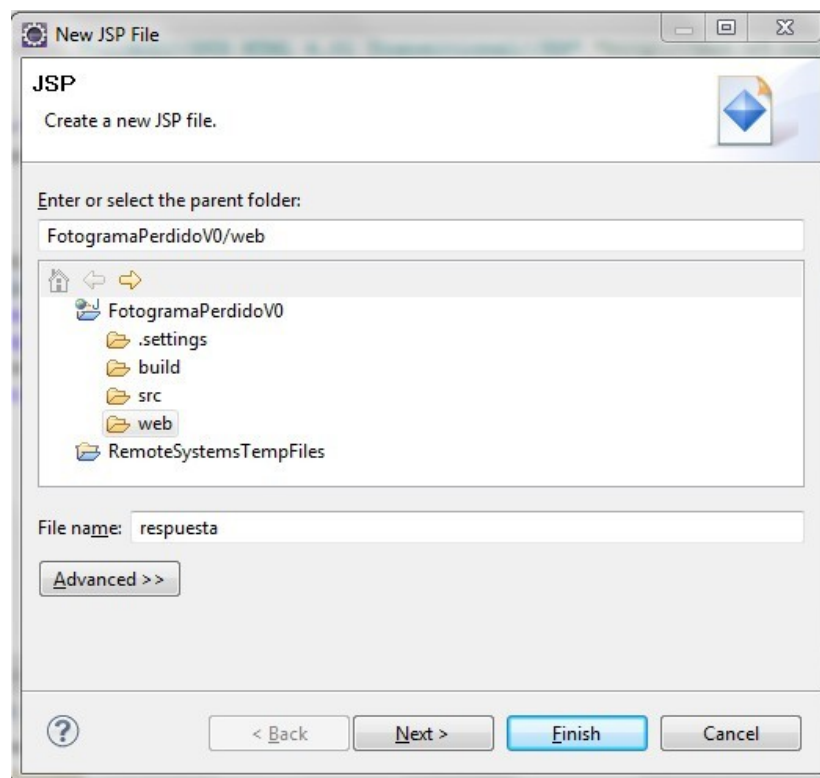 New JSP File
JSP
Create a new JSP file.
Enter or select the parent folder:
FotogramaPerdidoV0/web
FotogramaPerdidoV0
.settings
build
src
web
RemoteSystemsTempFiles
File name: respuesta
Advanced >>
< Back Next > Finish Cancel